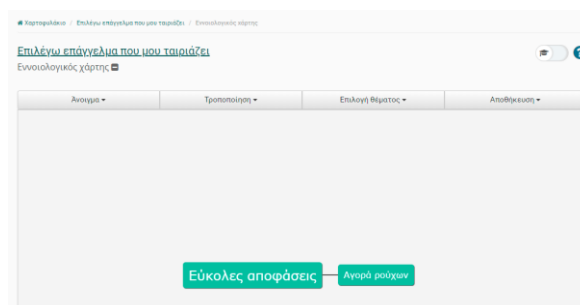 Χαρτοφυλάκιο / Επιλέγω επάγγελμα που μου ταιριάζει / Εννοιολογικός χάρτης
Επιλέγω επάγγελμα που μου ταιριάζει
Εννοιολογικός χάρτης
Άνοιγμα Τροποποίηση Επιλογή θέματος Αποθήκευση
Εύκολες αποφάσεις Αγορά ρούχων